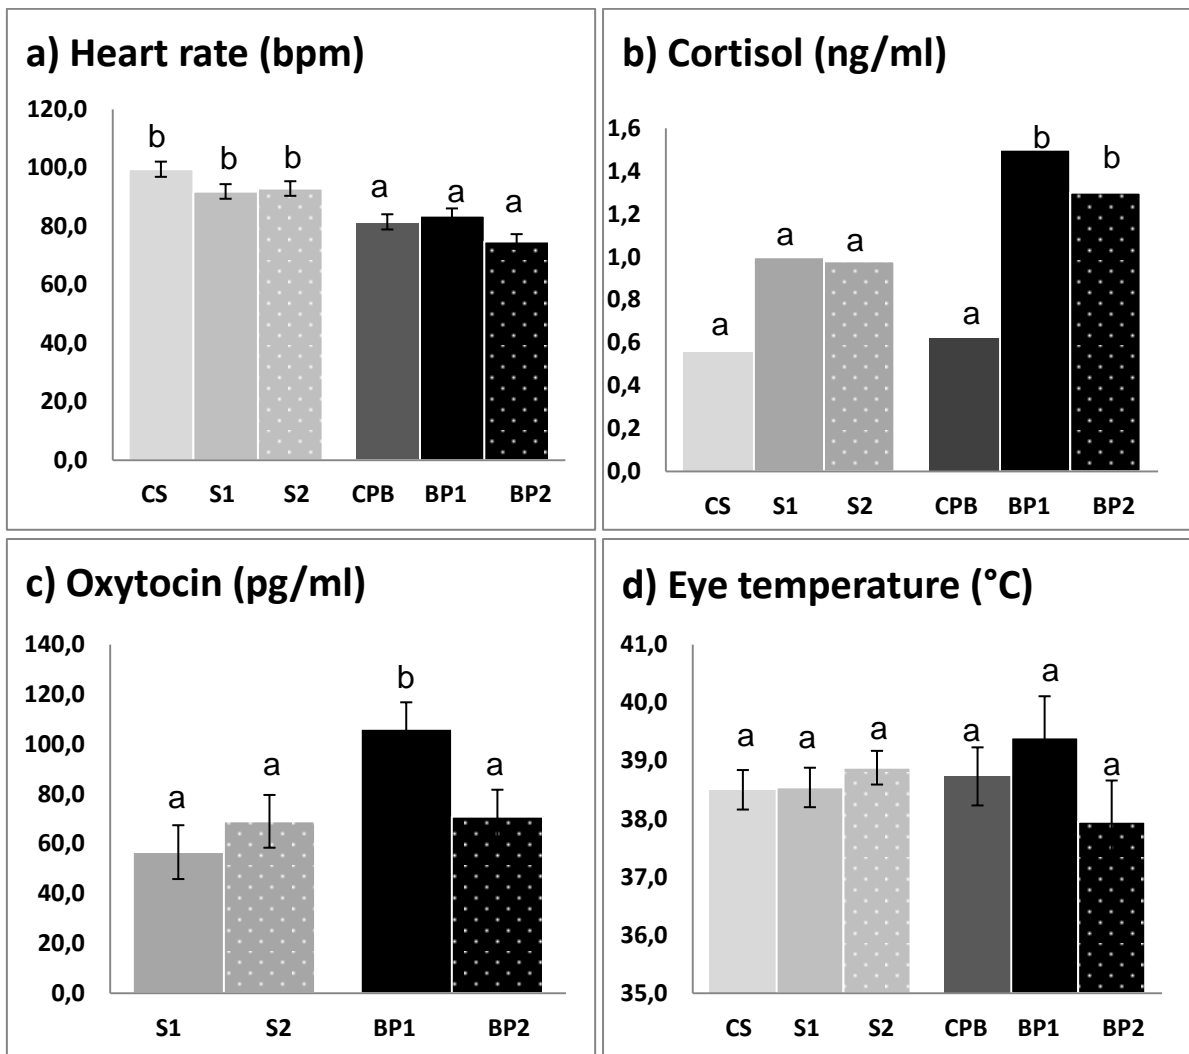 a) Heart rate (bpm)
120,0
100,0
80,0
60,0
40,0
20,0
0,0
b b b a a a
CS S1 S2 CPB BP1 BP2
b) Cortisol (ng/ml)
1,6
1,4
1,2
1,0
0,8
0,6
0,4
0,2
0,0
a a a a b b
CS S1 S2 CPB BP1 BP2
c) Oxytocin (pg/ml)
140,0
120,0
100,0
80,0
60,0
40,0
20,0
0,0
a a b a
S1 S2 BP1 BP2
d) Eye temperature (°C)
41,0
40,0
39,0
38,0
37,0
36,0
35,0
a a a a a a
CS S1 S2 CPB BP1 BP2